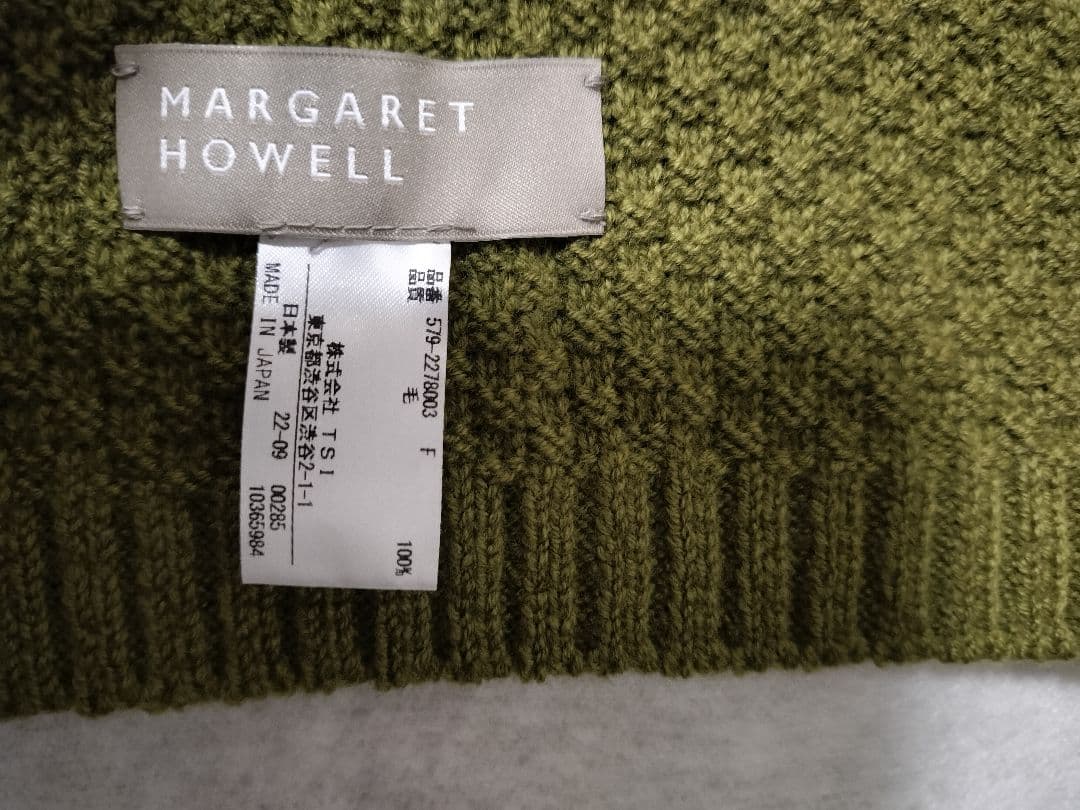 MARGARET
HOWELL
品番 579-2278003 F
品質 毛 100%
株式会社 TSI
東京都渋谷区渋谷2-1-1
日本製 22-09 00285
MADE IN JAPAN 10365984